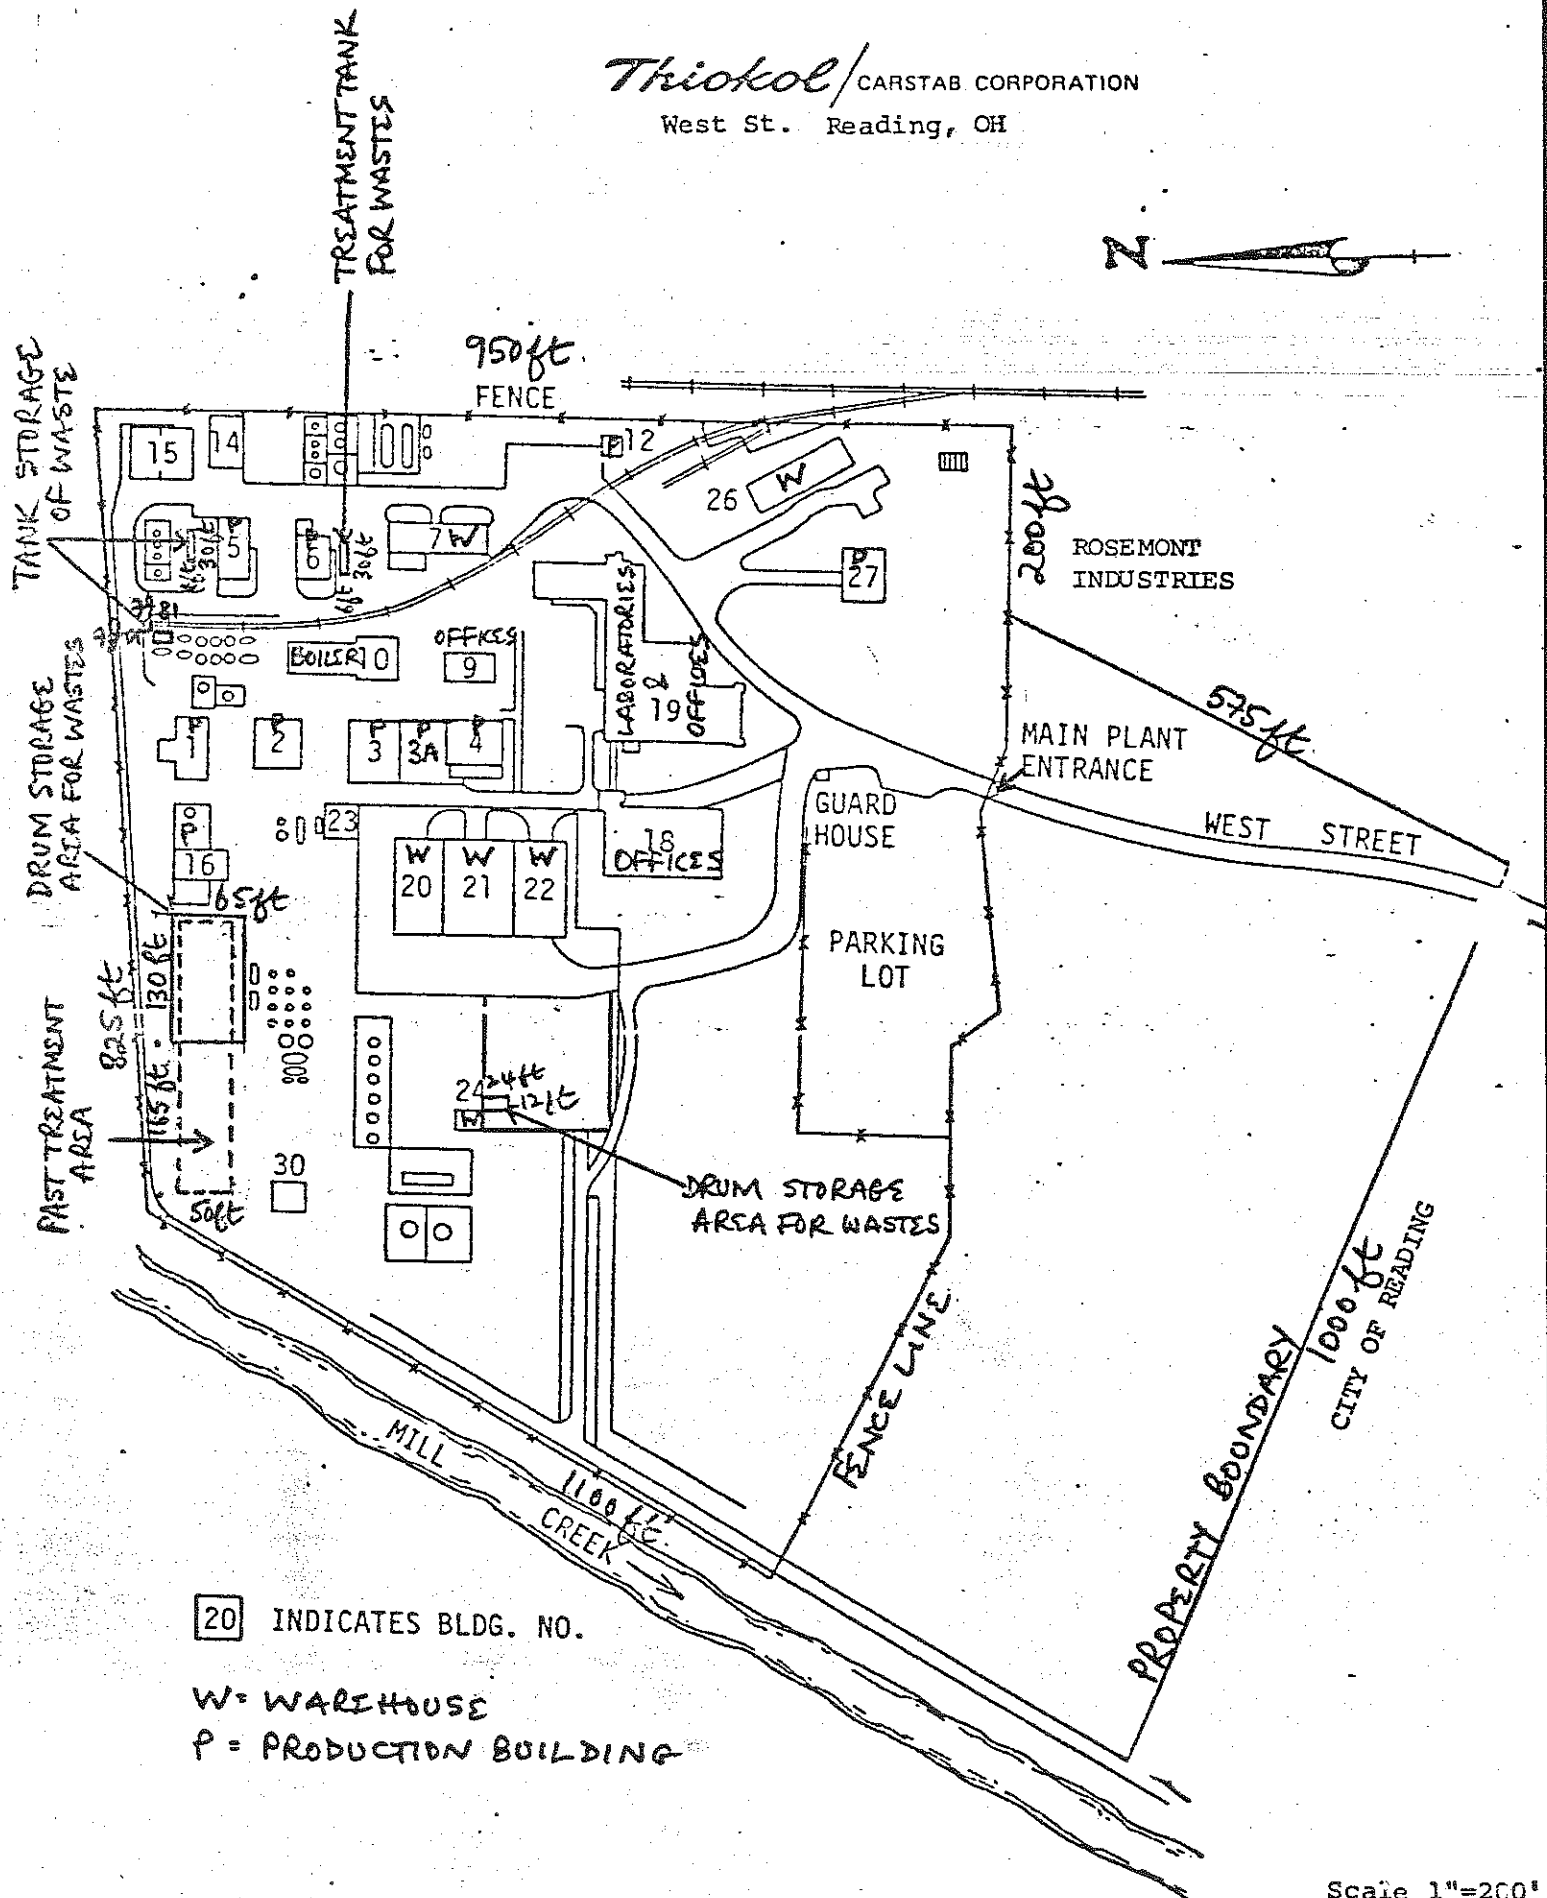 Thiokol/CARSTAB CORPORATION
West St. Reading, OH
TREATMENT TANK
FOR WASTES
N
950ft.
FENCE
TANK STORAGE
OF WASTE
15
14
P
12
26
W
200ft
ROSEMONT
INDUSTRIES
30ft
P
5
P
6
6ft
30ft
7 W
P
27
LABORATORIES
&
19
OFFICES
BOILER 10
OFFICES
9
575ft.
DRUM STORAGE
AREA FOR WASTES
P
1
P
2
P
3
P
3A
P
4
MAIN PLANT
ENTRANCE
GUARD
HOUSE
WEST STREET
P
16
23
W
20
W
21
W
22
18
OFFICES
65ft
130ft
825ft
165ft.
50ft
PAST TREATMENT
AREA
PARKING
LOT
24
24ft
12ft
W
30
DRUM STORAGE
AREA FOR WASTES
FENCE LINE
PROPERTY BOUNDARY
1000ft
CITY OF READING
MILL
CREEK
1100ft.
20 INDICATES BLDG. NO.
W= WAREHOUSE
P = PRODUCTION BUILDING
Scale 1"=200'